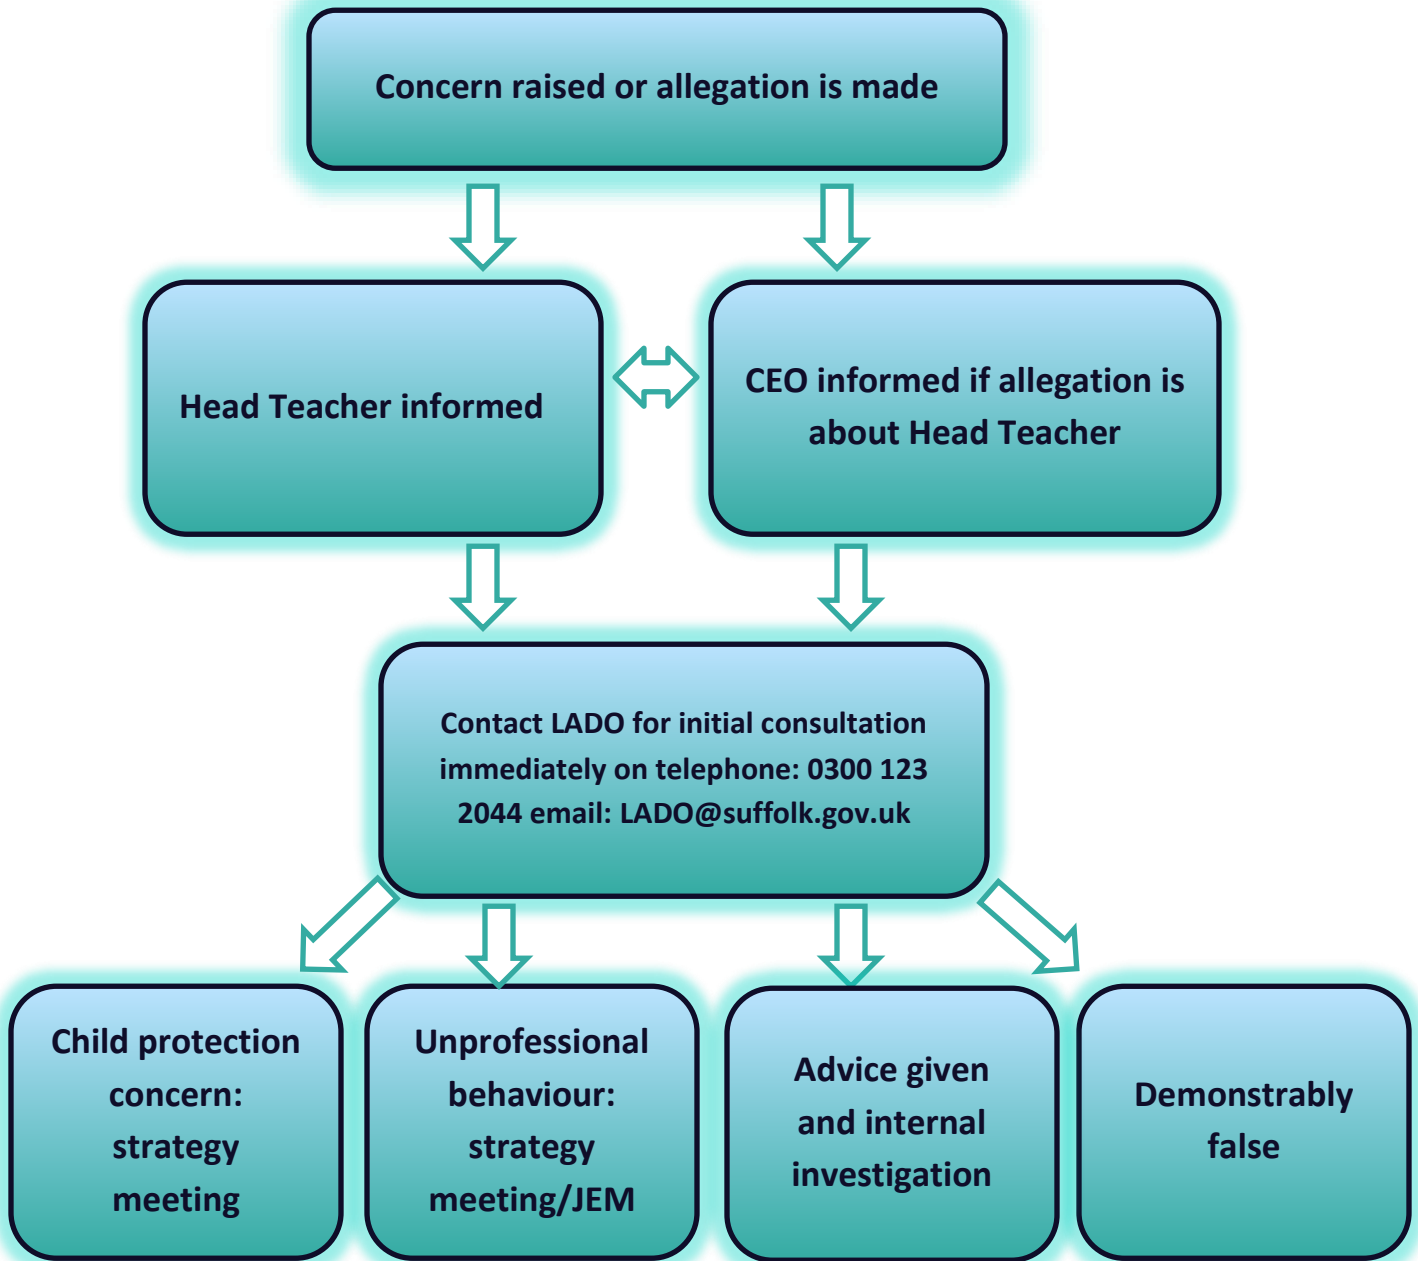 Concern raised or allegation is made
Head Teacher informed
CEO informed if allegation is
about Head Teacher
Contact LADO for initial consultation
immediately on telephone: 0300 123
2044 email: LADO@suffolk.gov.uk
Child protection
concern:
strategy
meeting
Unprofessional
behaviour:
strategy
meeting/JEM
Advice given
and internal
investigation
Demonstrably
false